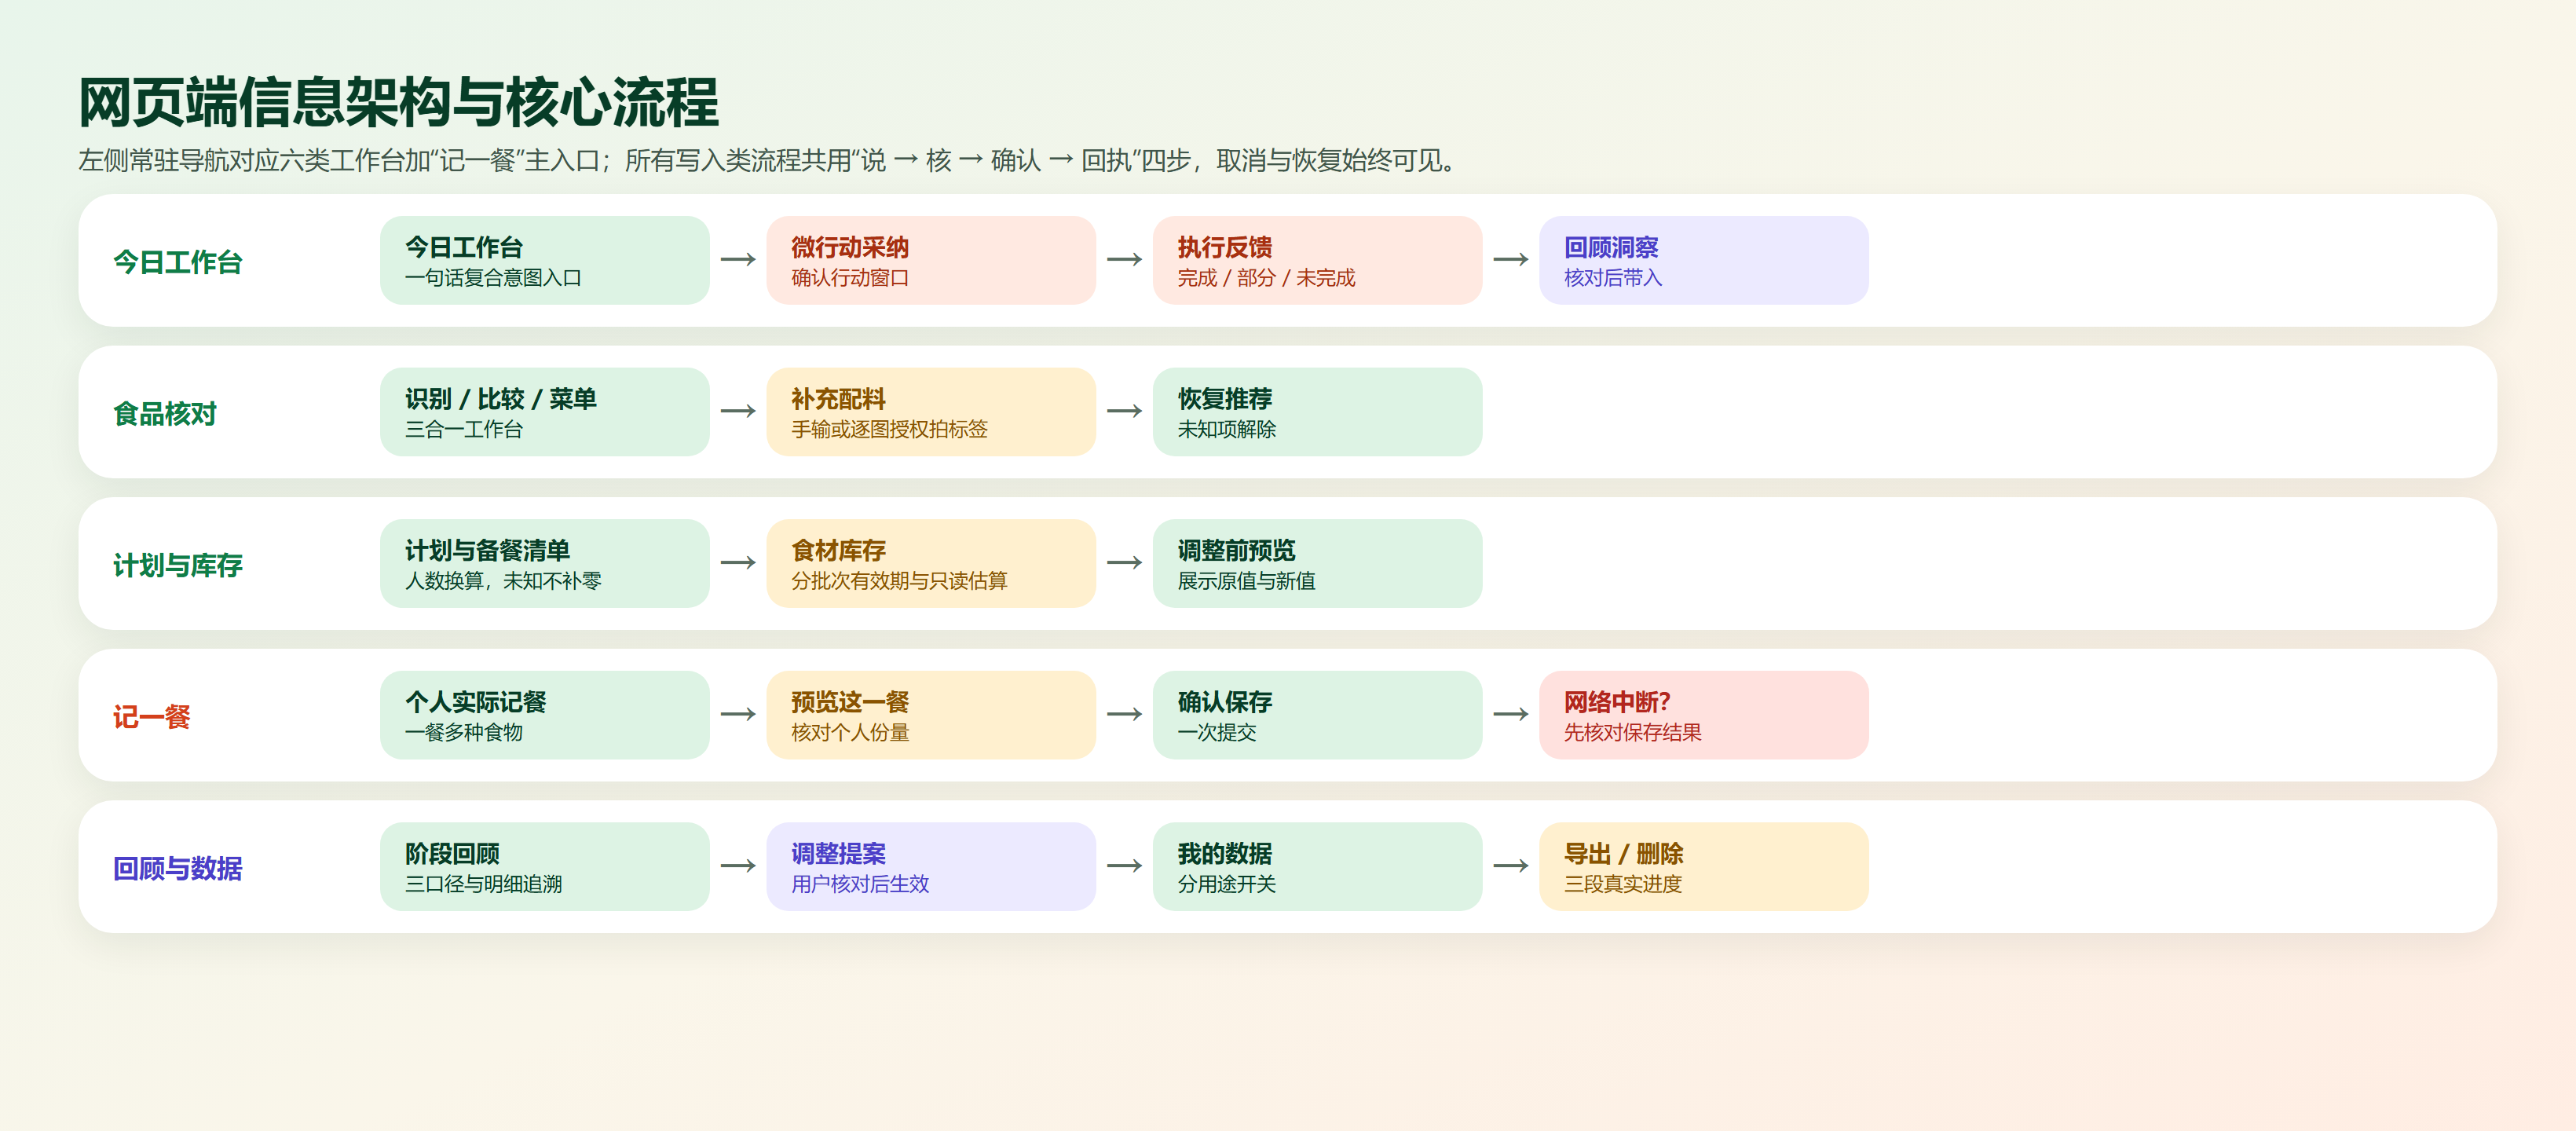 网页端信息架构与核心流程
左侧常驻导航对应六类工作台加“记一餐”主入口；所有写入类流程共用“说 → 核 → 确认 → 回执”四步，取消与恢复始终可见。
今日工作台
今日工作台
一句话复合意图入口
→
微行动采纳
确认行动窗口
→
执行反馈
完成 / 部分 / 未完成
→
回顾洞察
核对后带入
食品核对
识别 / 比较 / 菜单
三合一工作台
→
补充配料
手输或逐图授权拍标签
→
恢复推荐
未知项解除
计划与库存
计划与备餐清单
人数换算，未知不补零
→
食材库存
分批次有效期与只读估算
→
调整前预览
展示原值与新值
记一餐
个人实际记餐
一餐多种食物
→
预览这一餐
核对个人份量
→
确认保存
一次提交
→
网络中断？
先核对保存结果
回顾与数据
阶段回顾
三口径与明细追溯
→
调整提案
用户核对后生效
→
我的数据
分用途开关
→
导出 / 删除
三段真实进度